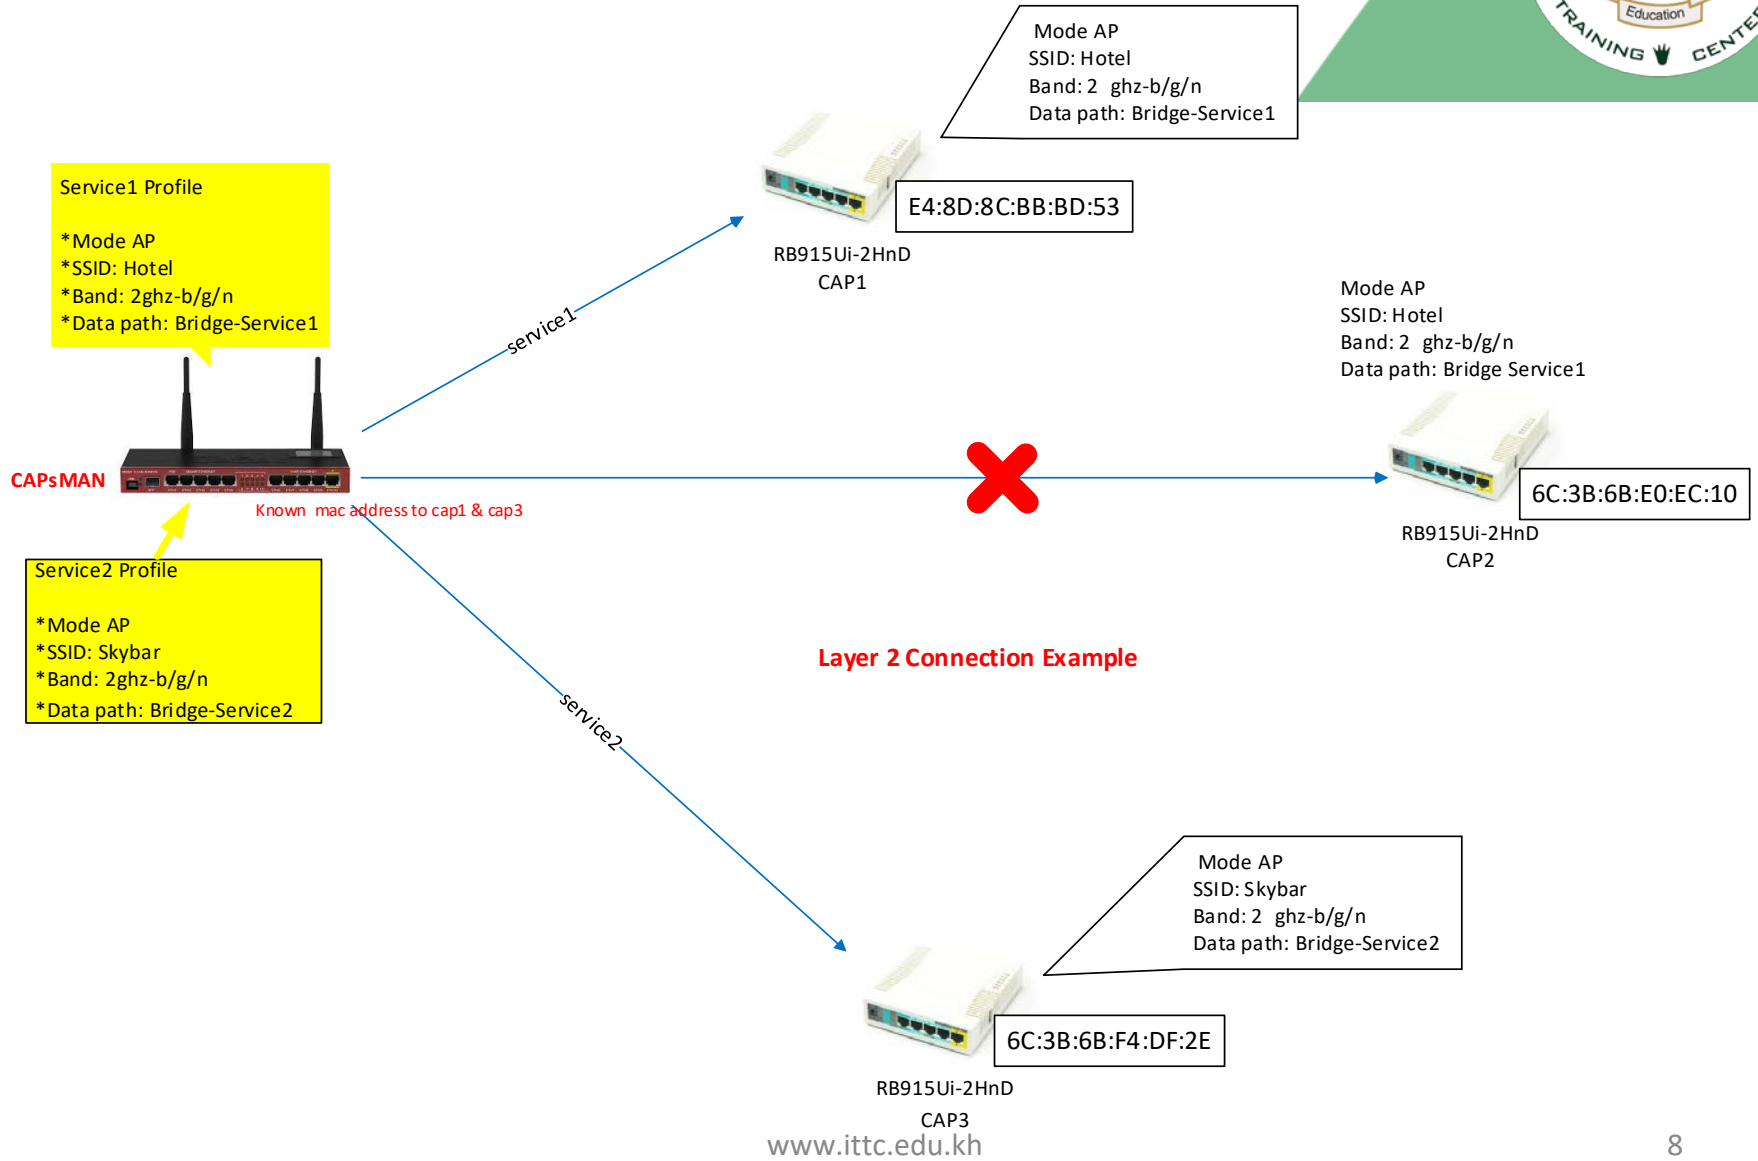 Education
TRAINING CENTER
Mode AP
SSID: Hotel
Band: 2 ghz-b/g/n
Data path: Bridge-Service1
Service1 Profile
*Mode AP
*SSID: Hotel
*Band: 2ghz-b/g/n
*Data path: Bridge-Service1
E4:8D:8C:BB:BD:53
RB915Ui-2HnD
CAP1
service1
Mode AP
SSID: Hotel
Band: 2 ghz-b/g/n
Data path: Bridge Service1
CAPsMAN
Known mac address to cap1 & cap3
6C:3B:6B:E0:EC:10
RB915Ui-2HnD
CAP2
Service2 Profile
*Mode AP
*SSID: Skybar
*Band: 2ghz-b/g/n
*Data path: Bridge-Service2
Layer 2 Connection Example
service2
Mode AP
SSID: Skybar
Band: 2 ghz-b/g/n
Data path: Bridge-Service2
6C:3B:6B:F4:DF:2E
RB915Ui-2HnD
CAP3
www.ittc.edu.kh
8